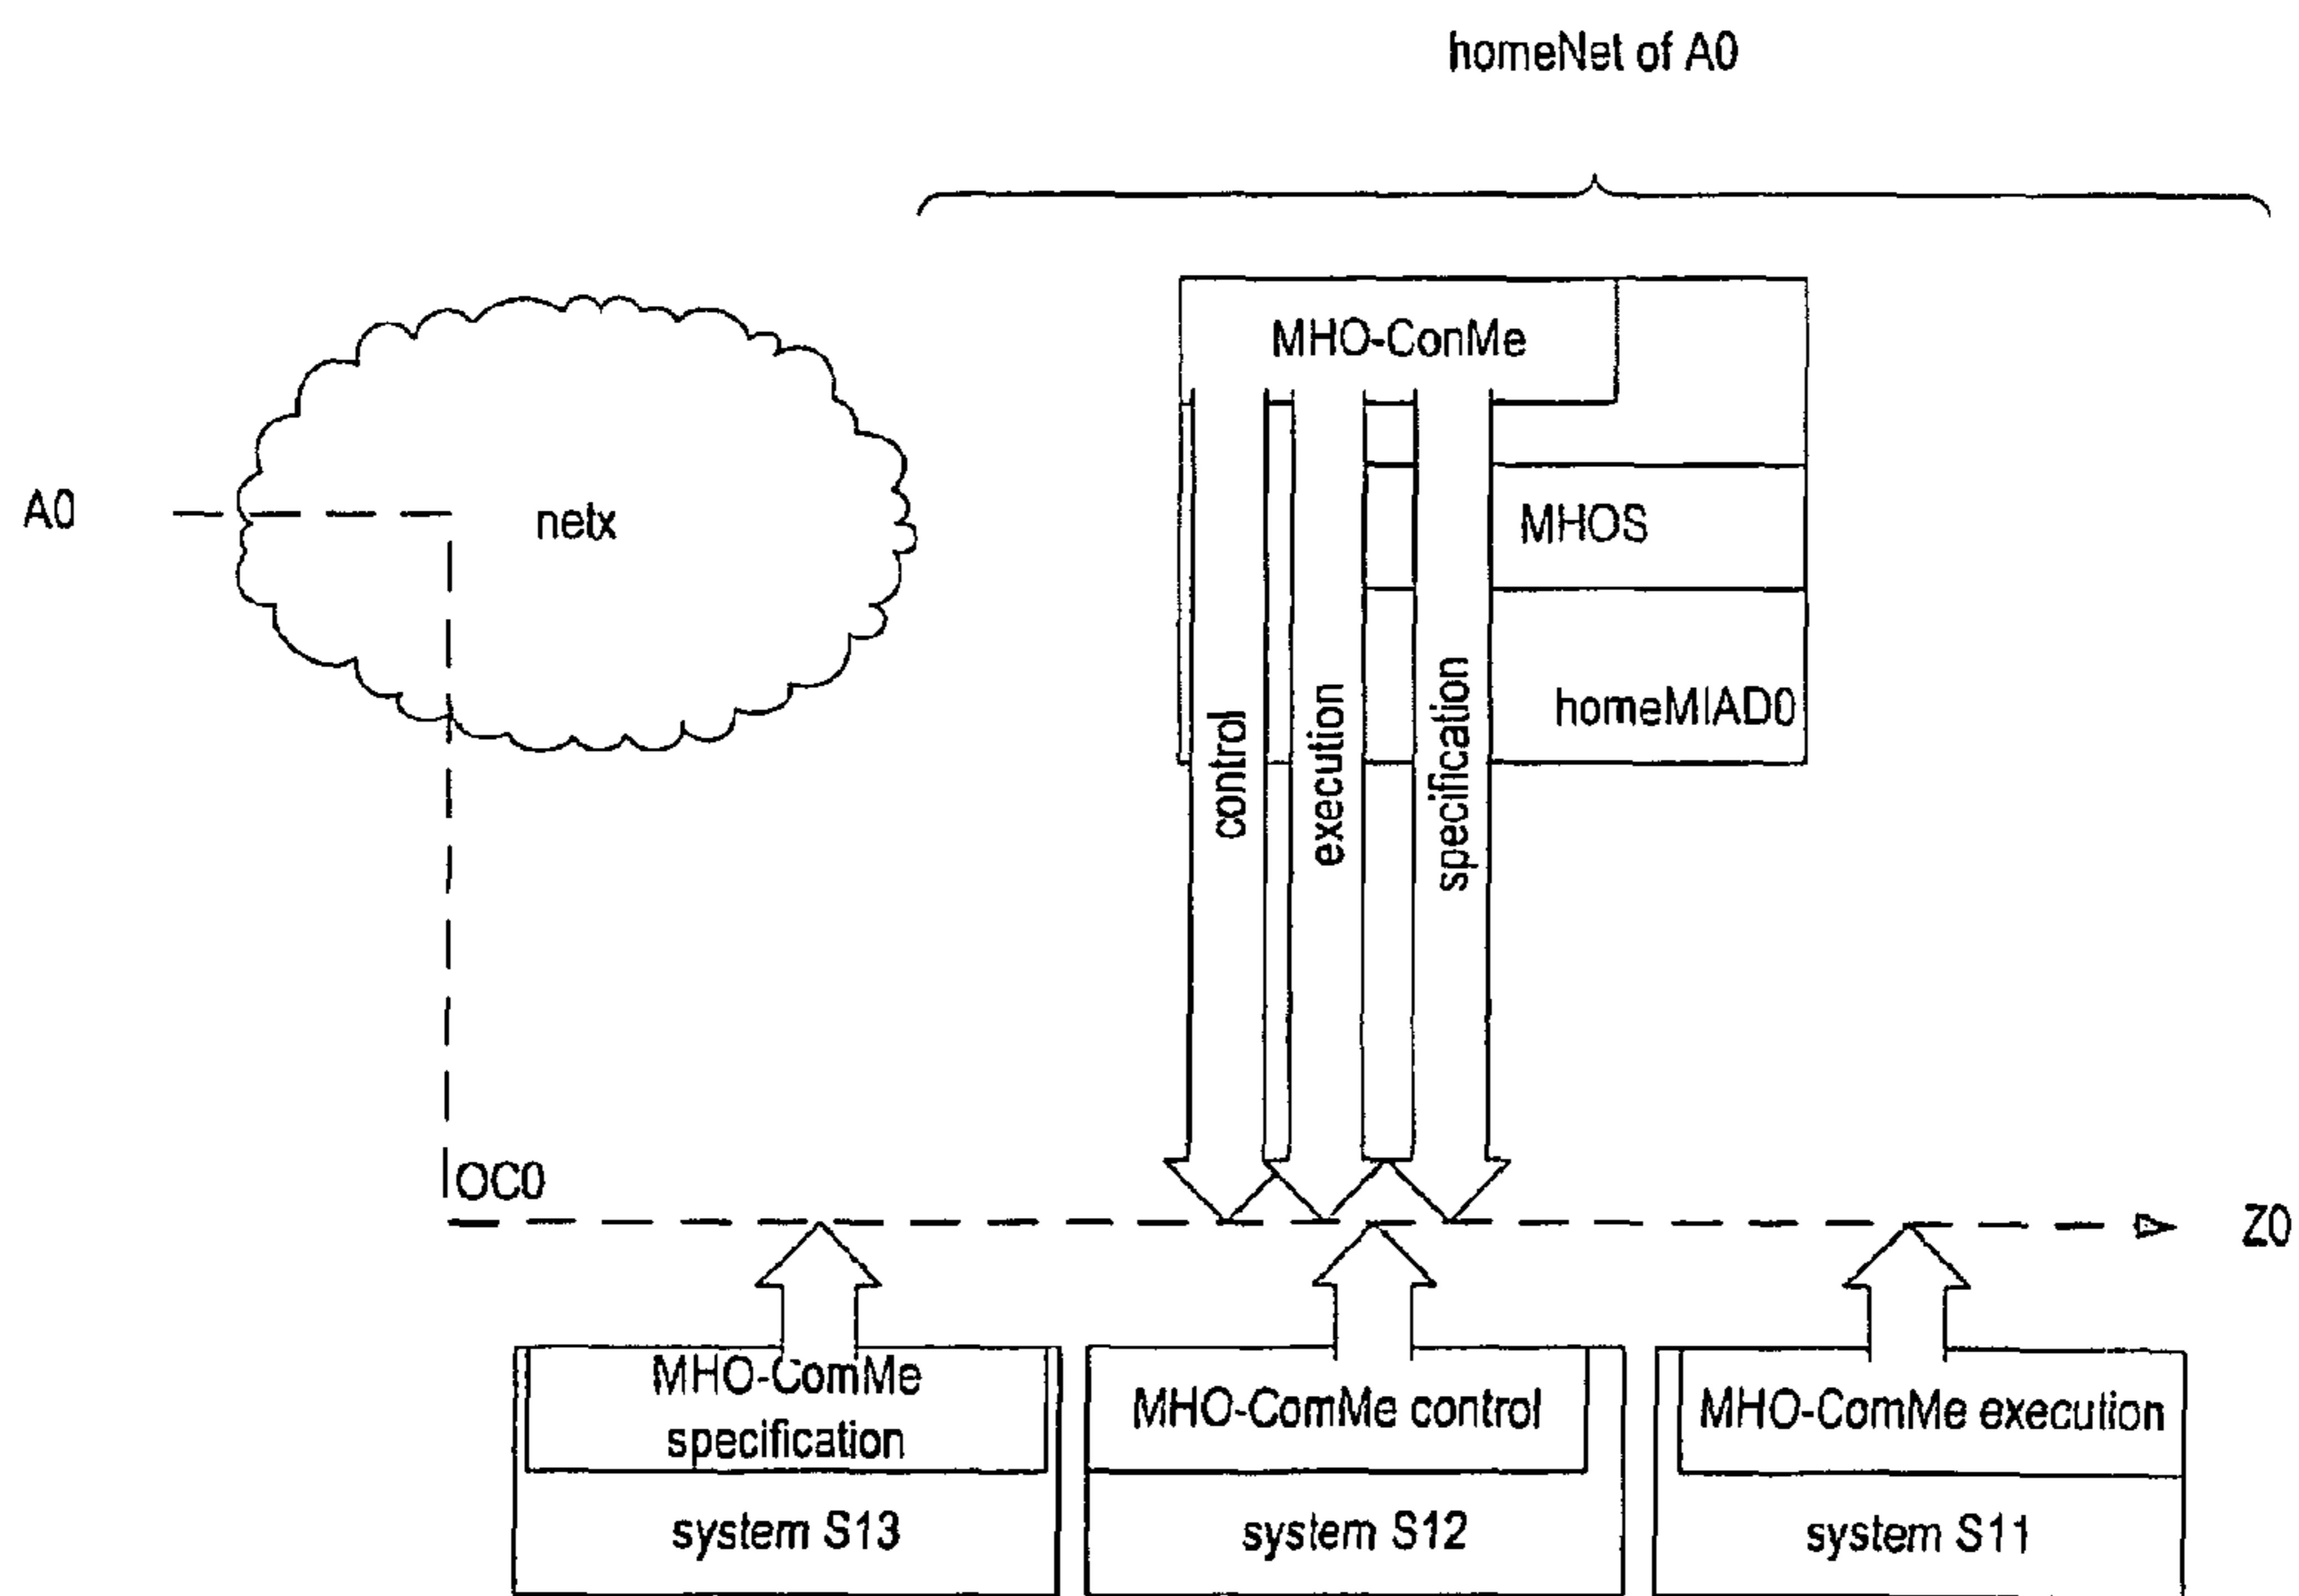 homeNet of A0
MHO-ConMe
A0
netx
MHOS
homeMIAD0
control
execution
specification
IOC0
Z0
MHO-ComMe
specification
system S13
MHO-ComMe control
system S12
MHO-ComMe execution
system S11